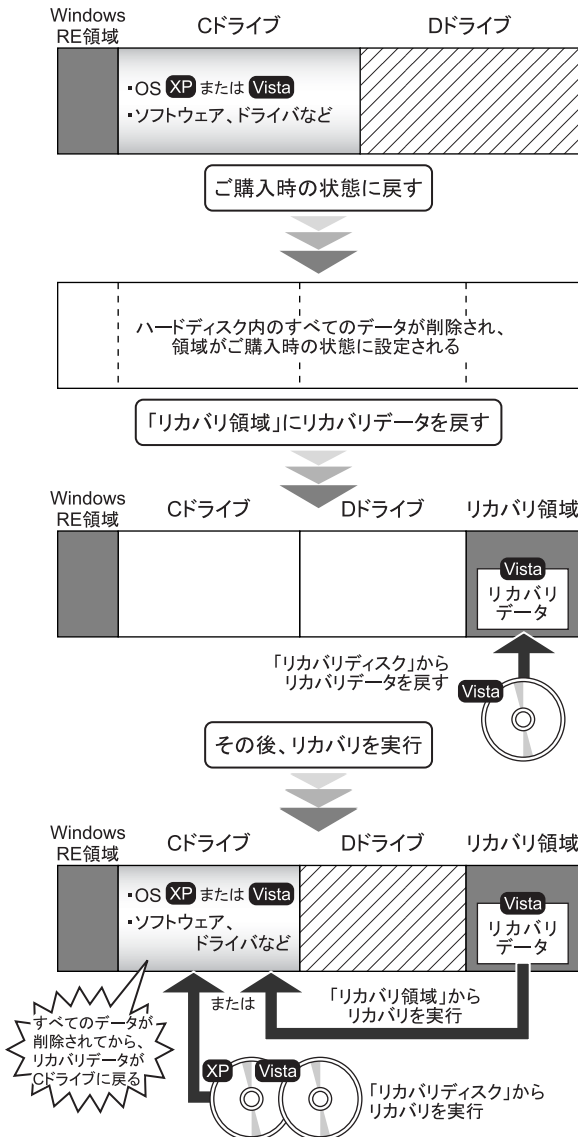 Windows
RE領域
Cドライブ
Dドライブ
・OS XP または Vista
・ソフトウェア、ドライバなど
ご購入時の状態に戻す
ハードディスク内のすべてのデータが削除され、
領域がご購入時の状態に設定される
「リカバリ領域」にリカバリデータを戻す
Windows
RE領域
Cドライブ
Dドライブ
リカバリ領域
Vista
リカバリ
データ
「リカバリディスク」から
リカバリデータを戻す
Vista
その後、リカバリを実行
Windows
RE領域
Cドライブ
Dドライブ
リカバリ領域
・OS XP または Vista
・ソフトウェア、
ドライバなど
Vista
リカバリ
データ
または
「リカバリ領域」から
リカバリを実行
すべてのデータが
削除されてから、
リカバリデータが
Cドライブに戻る
XP
Vista
「リカバリディスク」から
リカバリを実行